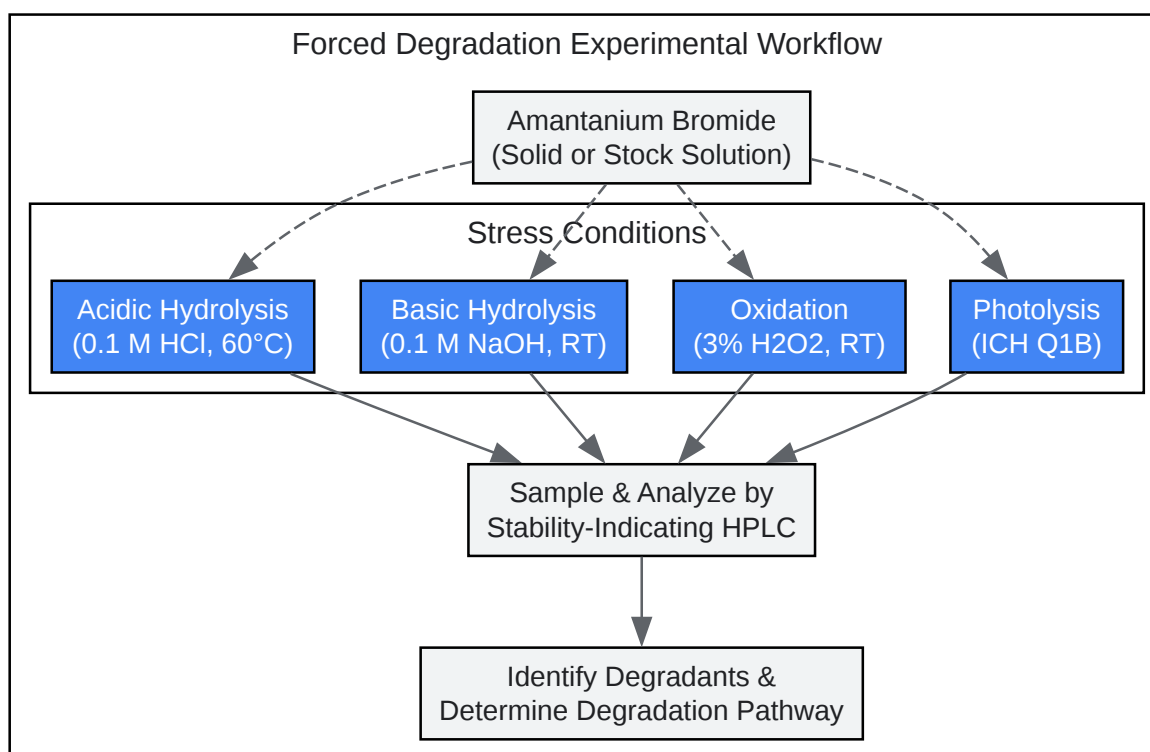 Forced Degradation Experimental Workflow
Amantanium Bromide
(Solid or Stock Solution)
Stress Conditions
Acidic Hydrolysis
(0.1 M HCl, 60°C)
Basic Hydrolysis
(0.1 M NaOH, RT)
Oxidation
(3% H2O2, RT)
Photolysis
(ICH Q1B)
Sample & Analyze by
Stability-Indicating HPLC
Identify Degradants &
Determine Degradation Pathway